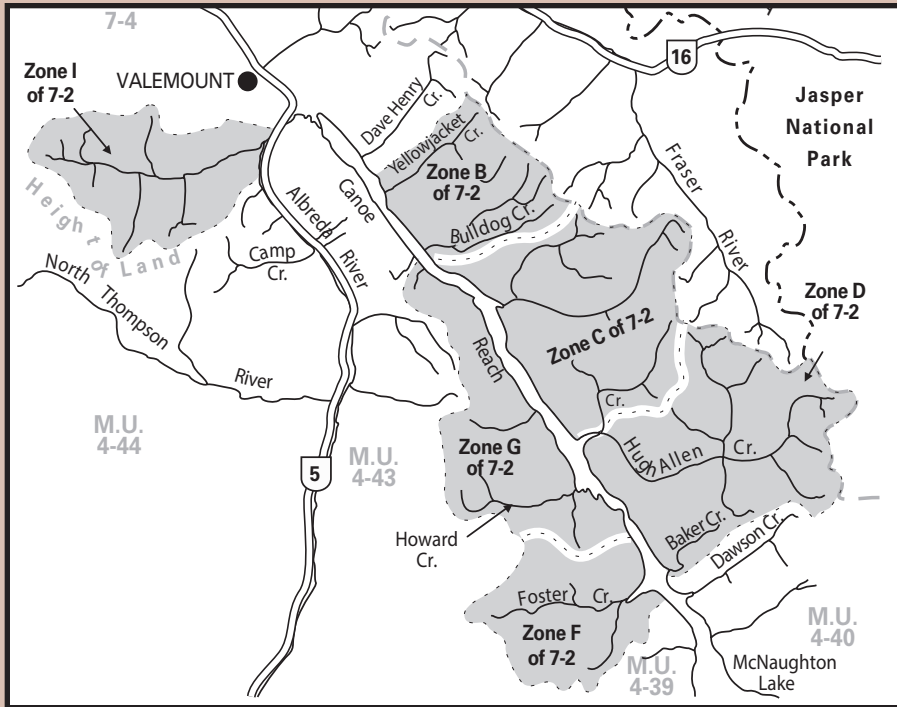 7-4
16
Zone I
of 7-2
VALEMOUNT
Dave Henry
Cr.
Jasper
National
Park
Yellowjacket
Cr.
Zone B
of 7-2
Fraser
River
Canoe
Reach
Bulldog Cr.
Height of Land
Albreda
River
Camp
Cr.
North Thompson River
Zone D
of 7-2
Zone C of 7-2
Cr.
M.U.
4-44
5
M.U.
4-43
Zone G
of 7-2
Hugh Allen Cr.
Howard
Cr.
Baker Cr.
Dawson Cr.
Foster Cr.
Zone F
of 7-2
M.U.
4-40
M.U.
4-39
McNaughton
Lake